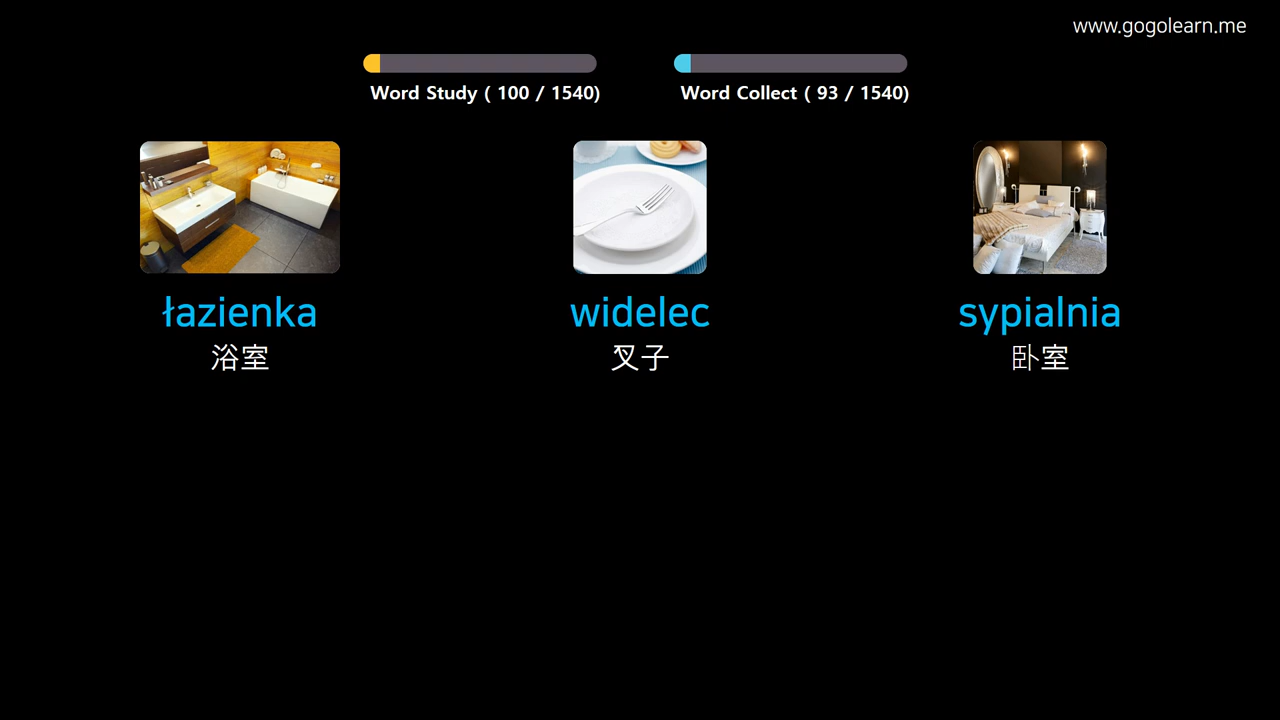 www.gogolearn.me
Word Study ( 100 / 1540)
Word Collect ( 93 / 1540)
łazienka
浴室
widelec
叉子
sypialnia
卧室